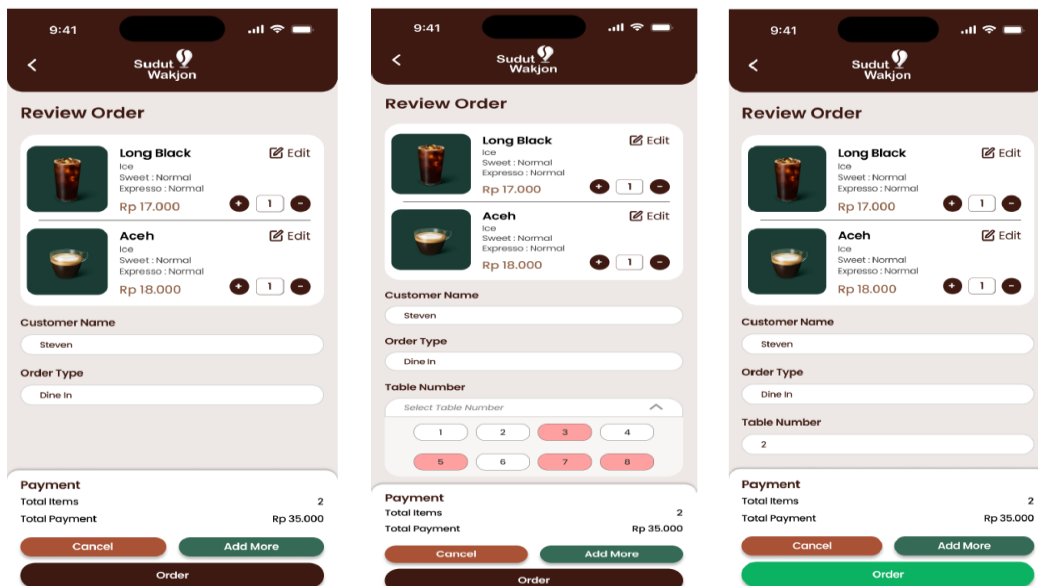 9:41
Sudut
Wakjon
Review Order
Long Black
Edit
Ice
Sweet : Normal
Expresso : Normal
Rp 17.000
+ 1 -
Aceh
Edit
Ice
Sweet : Normal
Expresso : Normal
Rp 18.000
+ 1 -
Customer Name
Steven
Order Type
Dine In
Payment
Total Items 2
Total Payment Rp 35.000
Cancel Add More
Order
9:41
Sudut
Wakjon
Review Order
Long Black
Edit
Ice
Sweet : Normal
Expresso : Normal
Rp 17.000
+ 1 -
Aceh
Edit
Ice
Sweet : Normal
Expresso : Normal
Rp 18.000
+ 1 -
Customer Name
Steven
Order Type
Dine In
Table Number
Select Table Number
1 2 3 4
5 6 7 8
Payment
Total Items 2
Total Payment Rp 35.000
Cancel Add More
Order
9:41
Sudut
Wakjon
Review Order
Long Black
Edit
Ice
Sweet : Normal
Expresso : Normal
Rp 17.000
+ 1 -
Aceh
Edit
Ice
Sweet : Normal
Expresso : Normal
Rp 18.000
+ 1 -
Customer Name
Steven
Order Type
Dine In
Table Number
2
Payment
Total Items 2
Total Payment Rp 35.000
Cancel Add More
Order